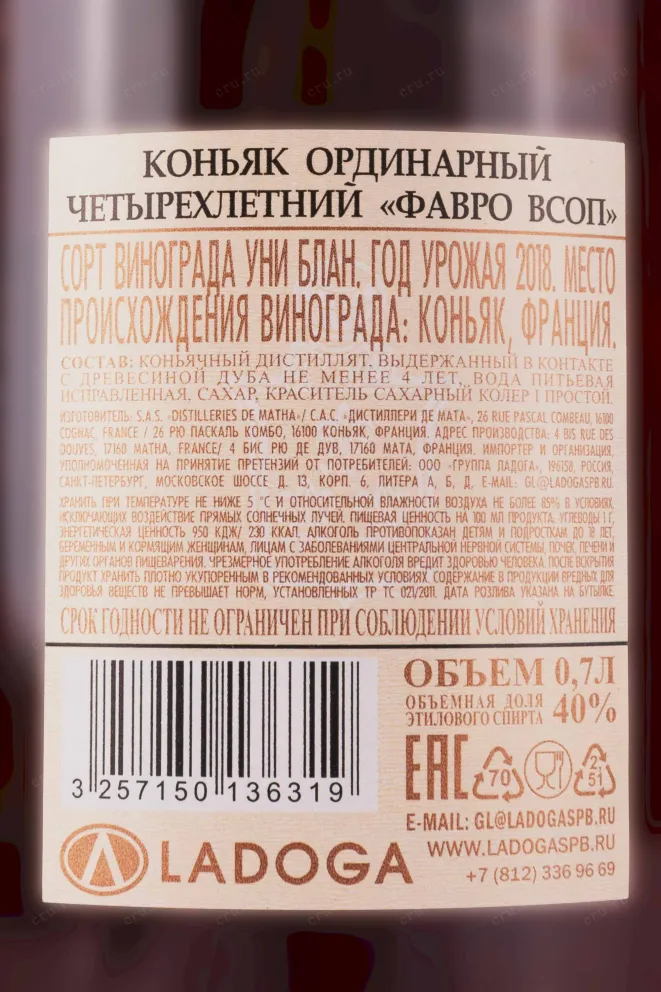 КОНЬЯК ОРДИНАРНЫЙ
ЧЕТЫРЕХЛЕТНИЙ «ФАВРО ВСОП»
СОРТ ВИНОГРАДА УНИ БЛАН. ГОД УРОЖАЯ 2018. МЕСТО
ПРОИСХОЖДЕНИЯ ВИНОГРАДА: КОНЬЯК, ФРАНЦИЯ.
СОСТАВ: КОНЬЯЧНЫЙ ДИСТИЛЛЯТ, ВЫДЕРЖАННЫЙ В КОНТАКТЕ
С ДРЕВЕСИНОЙ ДУБА НЕ МЕНЕЕ 4 ЛЕТ, ВОДА ПИТЬЕВАЯ
ИСПРАВЛЕННАЯ, САХАР, КРАСИТЕЛЬ САХАРНЫЙ КОЛЕР I ПРОСТОЙ.
ИЗГОТОВИТЕЛЬ: S.A.S. «DISTILLERIES DE MATHA»/ С.А.С. «ДИСТИЛЛЕРИ ДЕ МАТА», 26 RUE PASCAL COMBEAU, 16100
COGNAC, FRANCE / 26 РЮ ПАСКАЛЬ КОМБО, 16100 КОНЬЯК, ФРАНЦИЯ. АДРЕС ПРОИЗВОДСТВА: 4 BIS RUE DES
DOUVES, 17160 MATHA, FRANCE/ 4 БИС РЮ ДЕ ДУВ, 17160 МАТА, ФРАНЦИЯ. ИМПОРТЕР И ОРГАНИЗАЦИЯ,
УПОЛНОМОЧЕННАЯ НА ПРИНЯТИЕ ПРЕТЕНЗИЙ ОТ ПОТРЕБИТЕЛЕЙ: ООО «ГРУППА ЛАДОГА», 196158, РОССИЯ,
САНКТ-ПЕТЕРБУРГ, МОСКОВСКОЕ ШОССЕ Д. 13, КОРП. 6, ЛИТЕРА А, Б, Д, E-MAIL: GL@LADOGASPB.RU.
ХРАНИТЬ ПРИ ТЕМПЕРАТУРЕ НЕ НИЖЕ 5 °С И ОТНОСИТЕЛЬНОЙ ВЛАЖНОСТИ ВОЗДУХА НЕ БОЛЕЕ 85% В УСЛОВИЯХ,
ИСКЛЮЧАЮЩИХ ВОЗДЕЙСТВИЕ ПРЯМЫХ СОЛНЕЧНЫХ ЛУЧЕЙ. ПИЩЕВАЯ ЦЕННОСТЬ НА 100 МЛ ПРОДУКТА: УГЛЕВОДЫ 1 Г,
ЭНЕРГЕТИЧЕСКАЯ ЦЕННОСТЬ 950 КДЖ/ 230 ККАЛ. АЛКОГОЛЬ ПРОТИВОПОКАЗАН ДЕТЯМ И ПОДРОСТКАМ ДО 18 ЛЕТ,
БЕРЕМЕННЫМ И КОРМЯЩИМ ЖЕНЩИНАМ, ЛИЦАМ С ЗАБОЛЕВАНИЯМИ ЦЕНТРАЛЬНОЙ НЕРВНОЙ СИСТЕМЫ, ПОЧЕК, ПЕЧЕНИ И
ДРУГИХ ОРГАНОВ ПИЩЕВАРЕНИЯ. ЧРЕЗМЕРНОЕ УПОТРЕБЛЕНИЕ АЛКОГОЛЯ ВРЕДИТ ЗДОРОВЬЮ ЧЕЛОВЕКА. ПОСЛЕ ВСКРЫТИЯ
ПРОДУКТ ХРАНИТЬ ПЛОТНО УКУПОРЕННЫМ В РЕКОМЕНДОВАННЫХ УСЛОВИЯХ. СОДЕРЖАНИЕ В ПРОДУКЦИИ ВРЕДНЫХ ДЛЯ
ЗДОРОВЬЯ ВЕЩЕСТВ НЕ ПРЕВЫШАЕТ НОРМ, УСТАНОВЛЕННЫХ ТР ТС 021/2011. ДАТА РОЗЛИВА УКАЗАНА НА БУТЫЛКЕ.
СРОК ГОДНОСТИ НЕ ОГРАНИЧЕН ПРИ СОБЛЮДЕНИИ УСЛОВИЙ ХРАНЕНИЯ
ОБЪЕМ 0,7Л
ОБЪЕМНАЯ ДОЛЯ
ЭТИЛОВОГО СПИРТА 40%
EAC 70 2, 51
3 257150 136319
E-MAIL: GL@LADOGASPB.RU
WWW.LADOGASPB.RU
+7 (812) 336 96 69
LADOGA